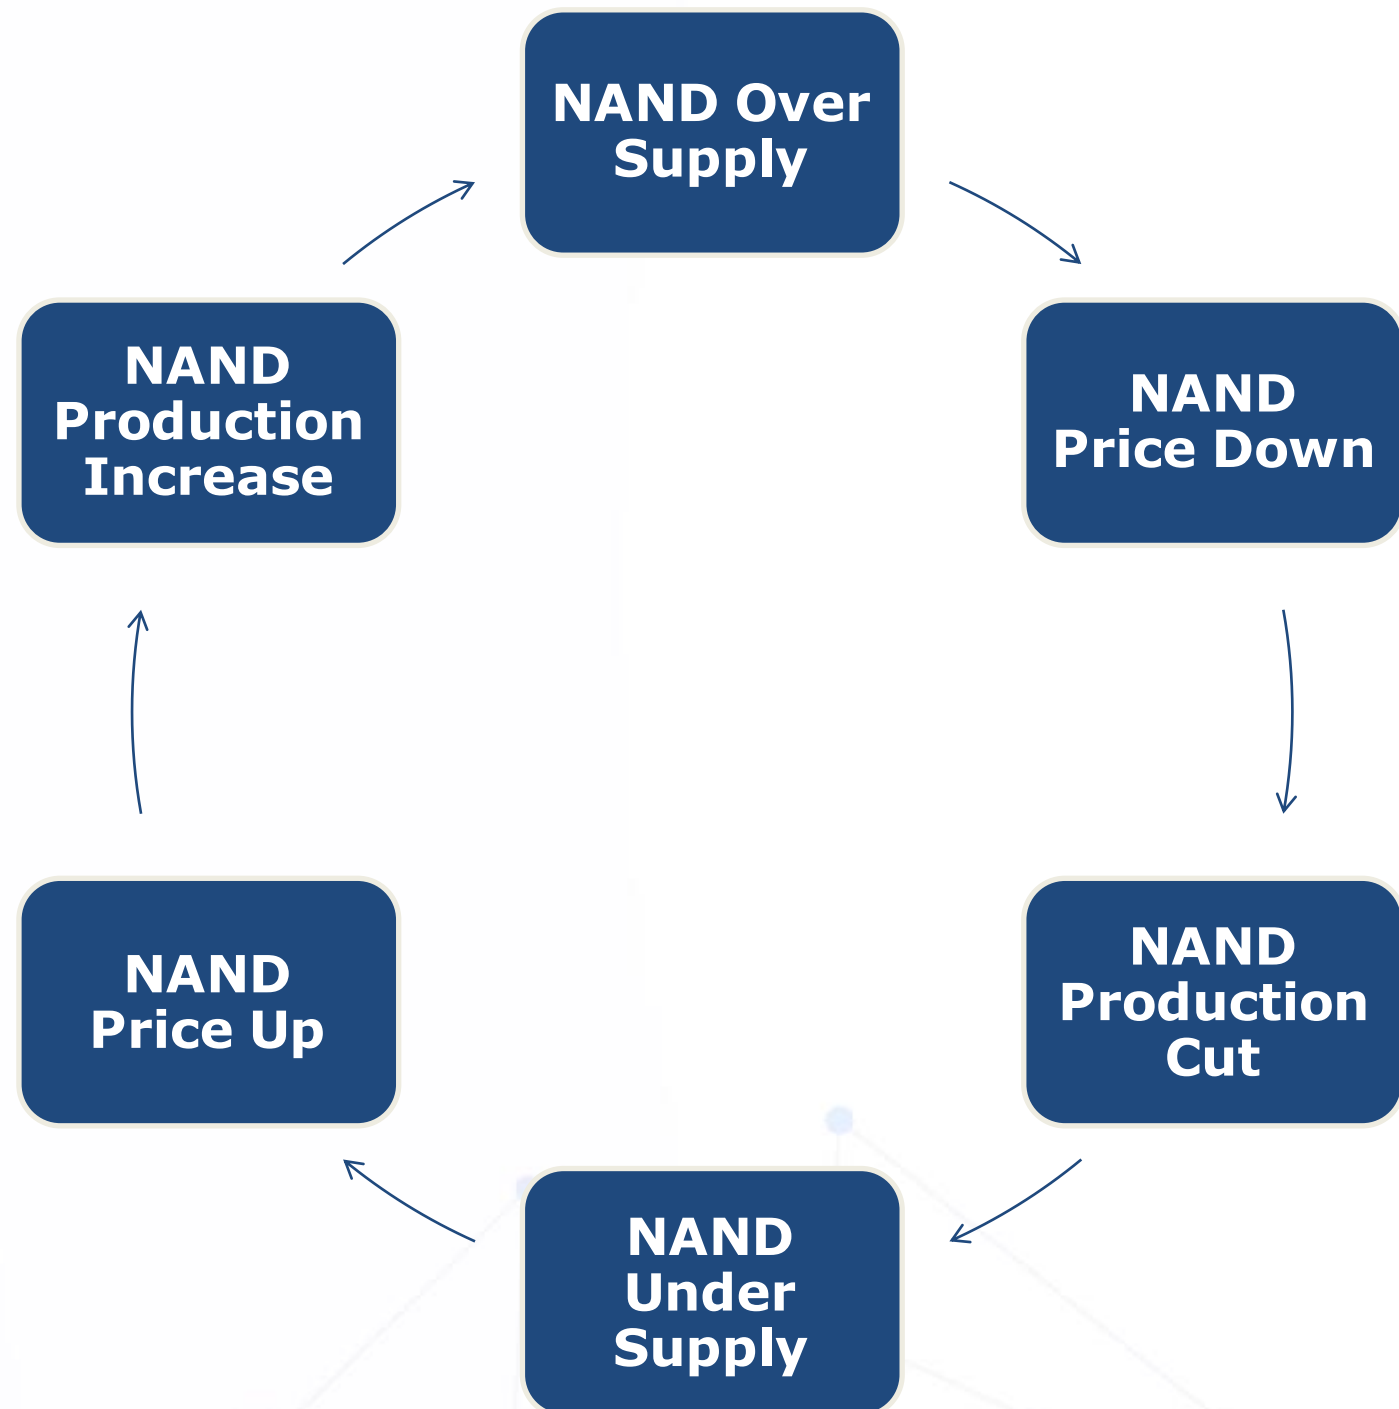 NAND Over
Supply
NAND
Price Down
NAND
Production
Cut
NAND
Under
Supply
NAND
Price Up
NAND
Production
Increase